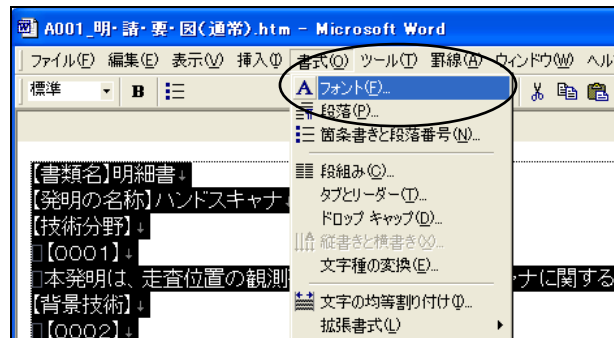 A001_明・請・要・図(通常).htm - Microsoft Word
ファイル(F) 編集(E) 表示(V) 挿入(I) 書式(O) ツール(T) 罫線(A) ウィンドウ(W) ヘル
標準 B
フォント(F)...
段落(P)...
箇条書きと段落番号(N)...
段組み(C)...
タブとリーダー(T)...
ドロップ キャップ(D)...
縦書きと横書き(X)...
文字種の変換(E)...
文字の均等割り付け(I)...
拡張書式(L)
【書類名】明細書↓
【発明の名称】ハンドスキャナ↓
【技術分野】↓
【0001】↓
本発明は、走査位置の観測 ャナに関する
【背景技術】↓
【0002】↓